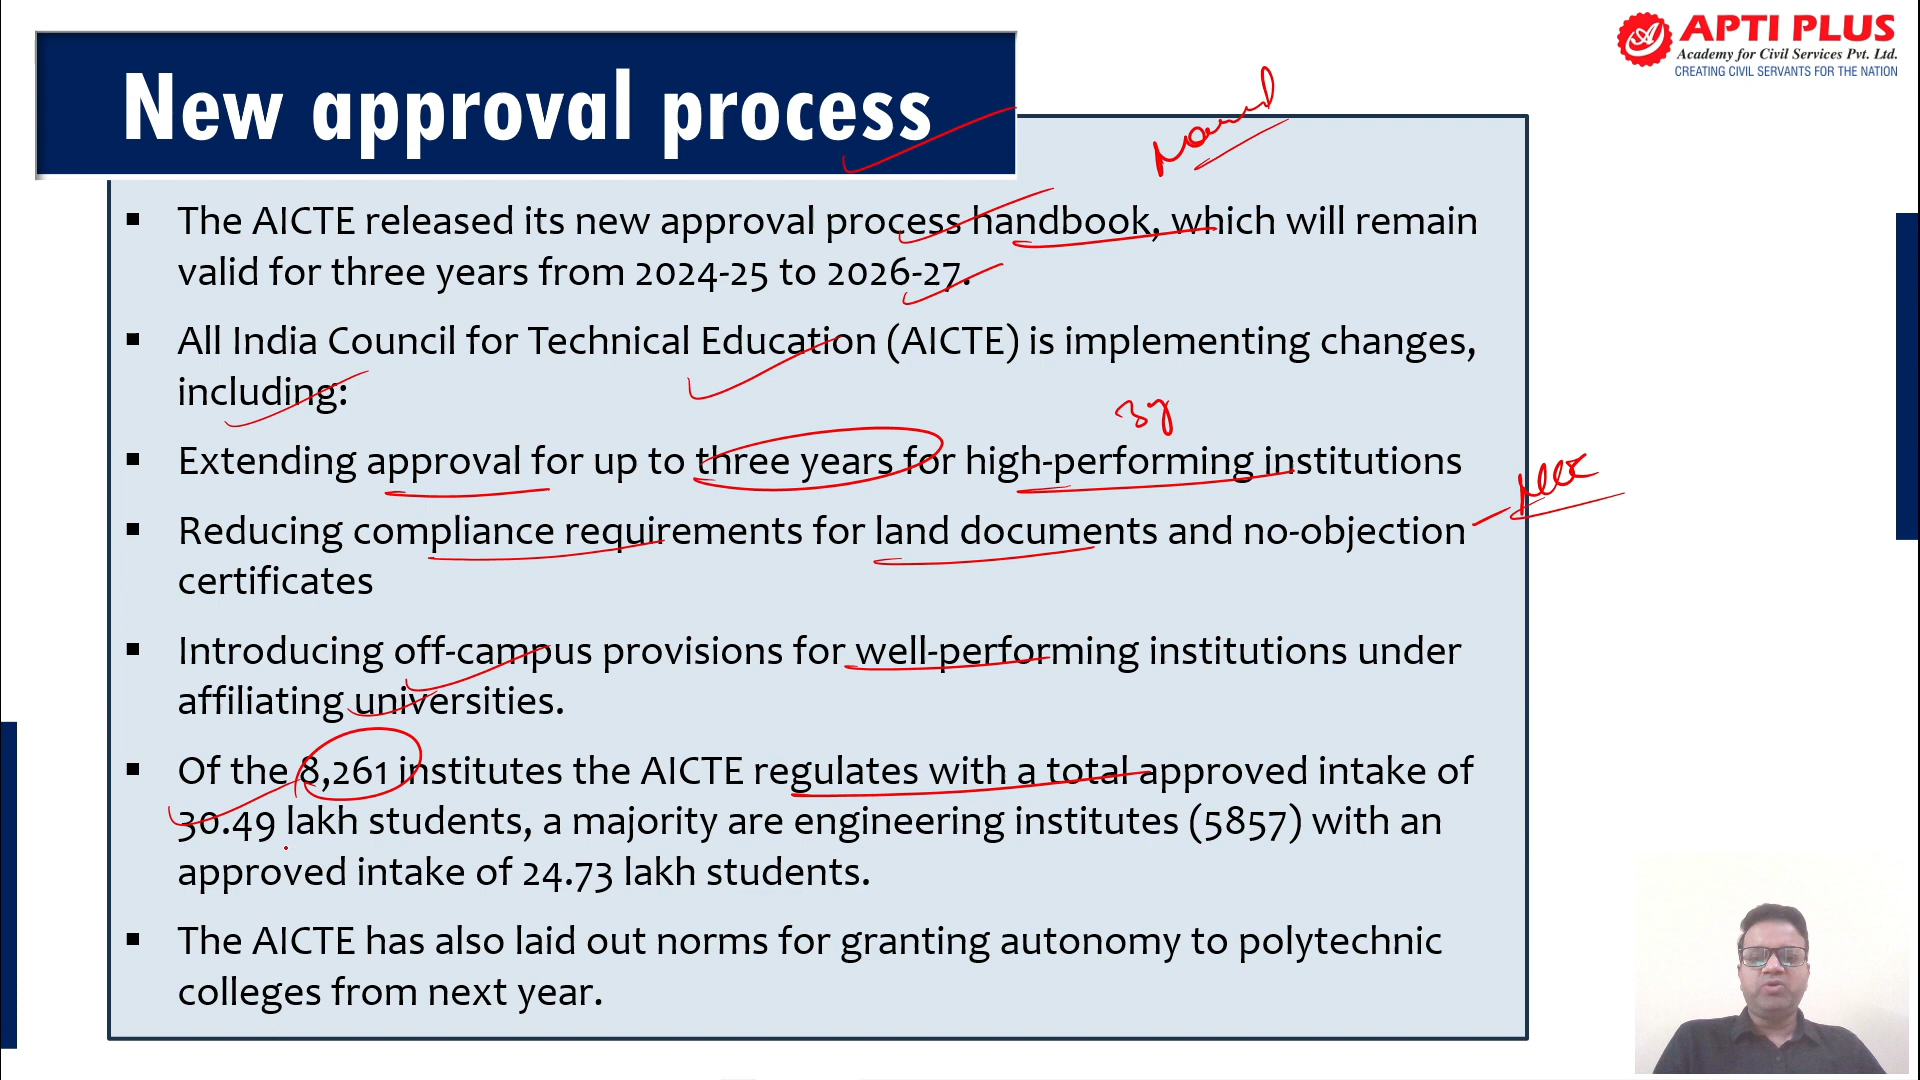 APTI PLUS
Academy for Civil Services Pvt. Ltd.
CREATING CIVIL SERVANTS FOR THE NATION
New approval process
▪ The AICTE released its new approval process handbook, which will remain
valid for three years from 2024-25 to 2026-27.
▪ All India Council for Technical Education (AICTE) is implementing changes,
including:
3y
▪ Extending approval for up to three years for high-performing institutions
▪ Reducing compliance requirements for land documents and no-objection
certificates
▪ Introducing off-campus provisions for well-performing institutions under
affiliating universities.
▪ Of the 8,261 institutes the AICTE regulates with a total approved intake of
30.49 lakh students, a majority are engineering institutes (5857) with an
approved intake of 24.73 lakh students.
▪ The AICTE has also laid out norms for granting autonomy to polytechnic
colleges from next year.